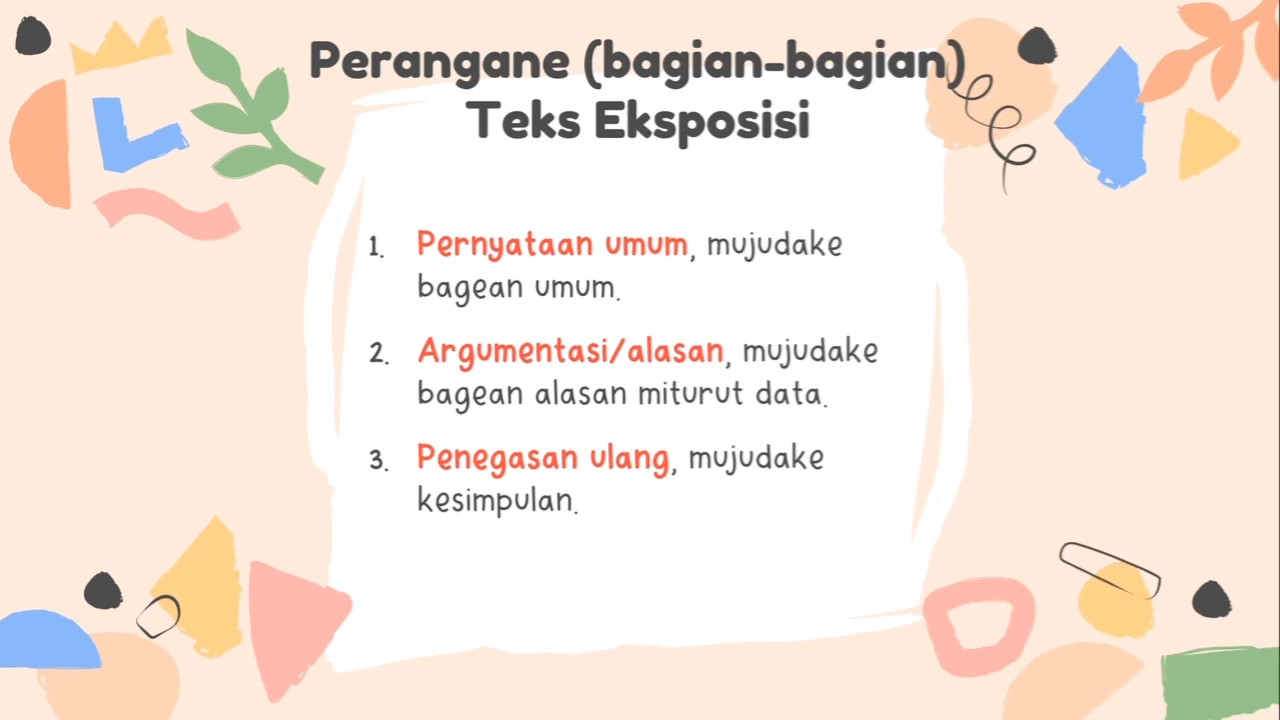 Perangane (bagian-bagian)
Teks Eksposisi
1. Pernyataan umum, mujudake
bagean umum.
2. Argumentasi/alasan, mujudake
bagean alasan miturut data.
3. Penegasan ulang, mujudake
kesimpulan.